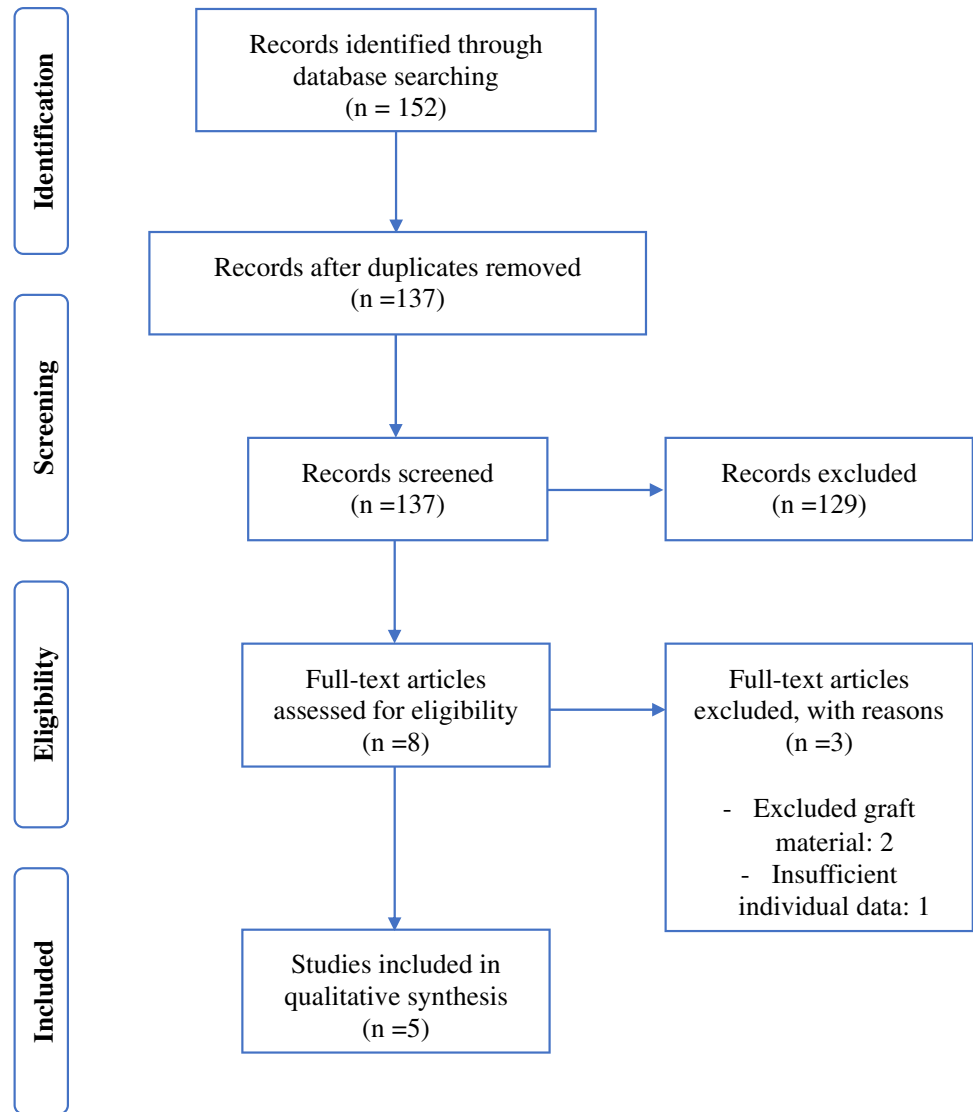 Identification
Records identified through
database searching
(n = 152)
Records after duplicates removed
(n =137)
Screening
Records screened
(n =137)
Records excluded
(n =129)
Eligibility
Full-text articles
assessed for eligibility
(n =8)
Full-text articles
excluded, with reasons
(n =3)
- Excluded graft
material: 2
- Insufficient
individual data: 1
Included
Studies included in
qualitative synthesis
(n =5)